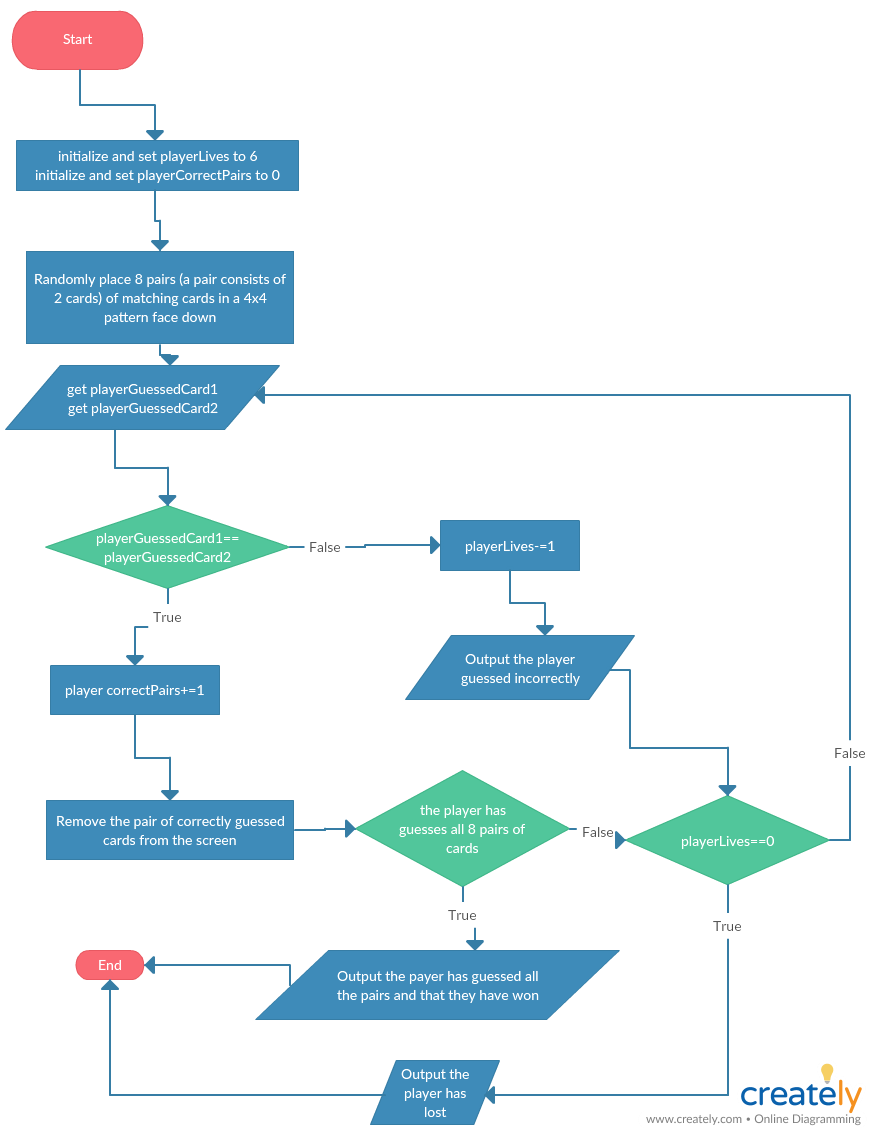 Start
initialize and set playerLives to 6
initialize and set playerCorrectPairs to 0
Randomly place 8 pairs (a pair consists of
2 cards) of matching cards in a 4x4
pattern face down
get playerGuessedCard1
get playerGuessedCard2
playerGuessedCard1==
playerGuessedCard2
False
playerLives-=1
True
Output the player
guessed incorrectly
player correctPairs+=1
False
Remove the pair of correctly guessed
cards from the screen
the player has
guesses all 8 pairs of
cards
False
playerLives==0
True
True
End
Output the payer has guessed all
the pairs and that they have won
Output the
player has
lost
creately
www.creately.com • Online Diagramming